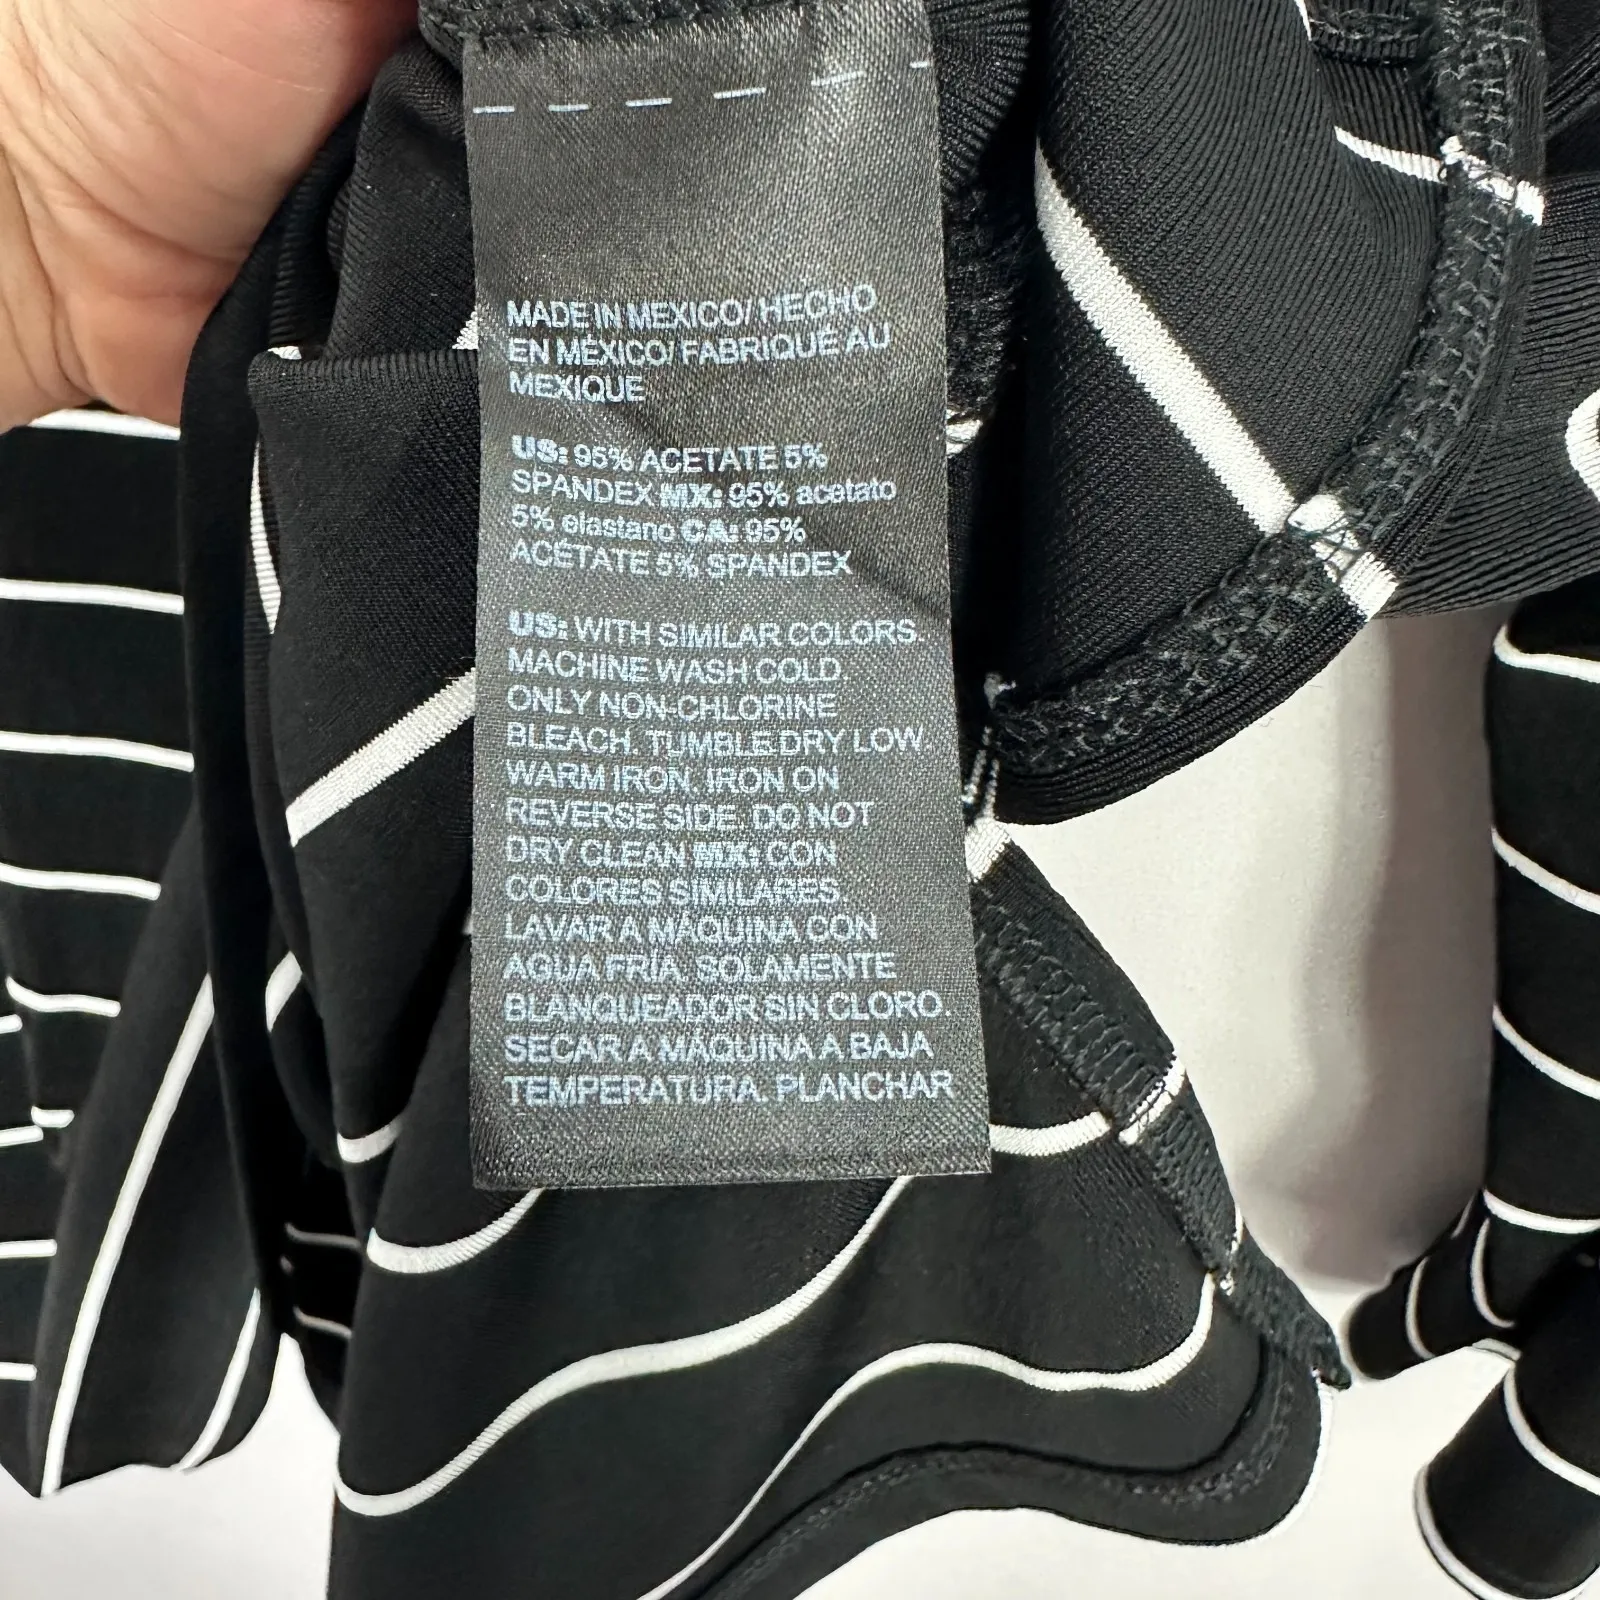 MADE IN MEXICO/ HECHO
EN MÉXICO/ FABRIQUÉ AU
MEXIQUE
US: 95% ACETATE 5%
SPANDEX MX: 95% acetato
5% elastano CA: 95%
ACÉTATE 5% SPANDEX
US: WITH SIMILAR COLORS.
MACHINE WASH COLD
ONLY NON-CHLORINE
BLEACH. TUMBLE DRY LOW.
WARM IRON. IRON ON
REVERSE SIDE. DO NOT
DRY CLEAN MX: CON
COLORES SIMILARES.
LAVAR A MÁQUINA CON
AGUA FRÍA. SOLAMENTE
BLANQUEADOR SIN CLORO.
SECAR A MÁQUINA A BAJA
TEMPERATURA. PLANCHAR